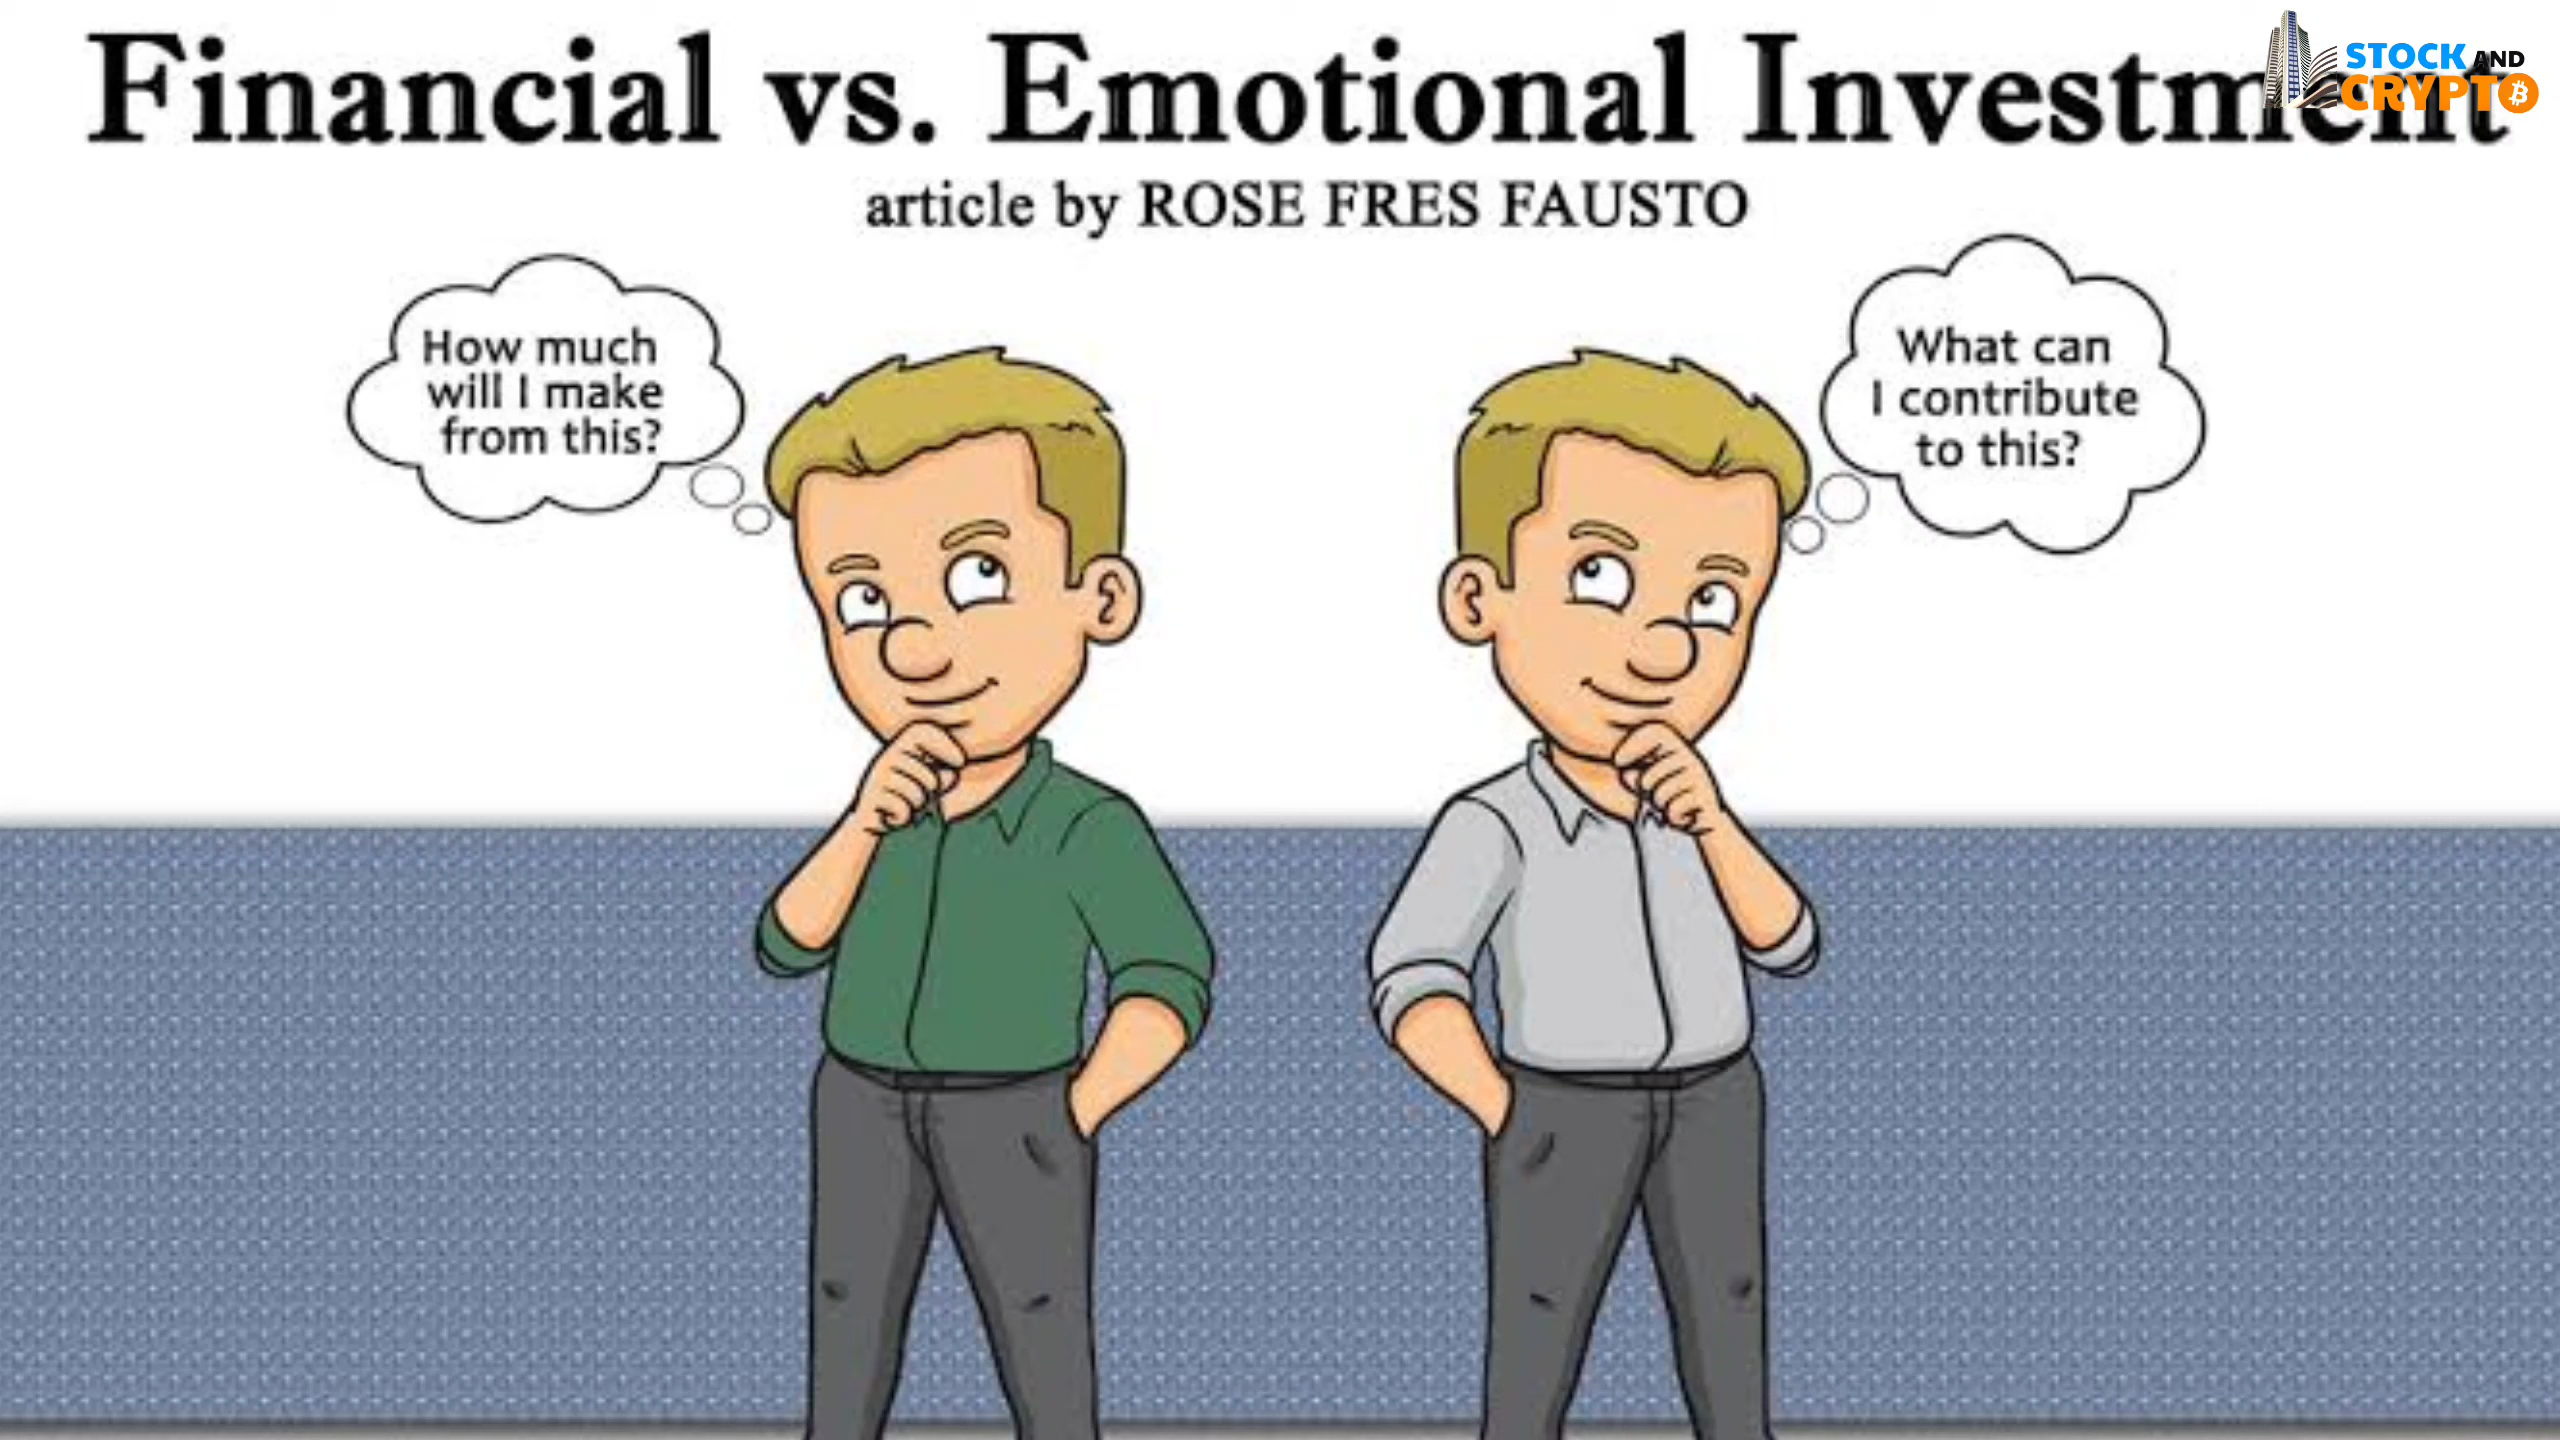 Financial vs. Emotional Investment
STOCK AND
CRYPTO
article by ROSE FRES FAUSTO
How much
will I make
from this?
What can
I contribute
to this?